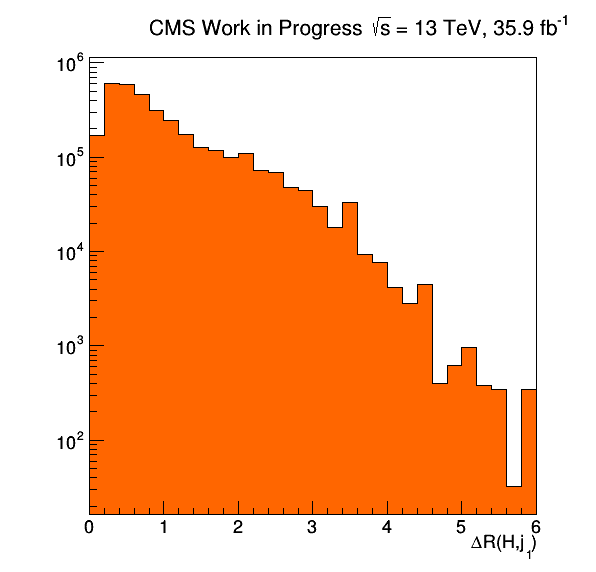 CMS Work in Progress √s = 13 TeV, 35.9 fb⁻¹
10⁶
10⁵
10⁴
10³
10²
0 1 2 3 4 5 6
ΔR(H,j₁)